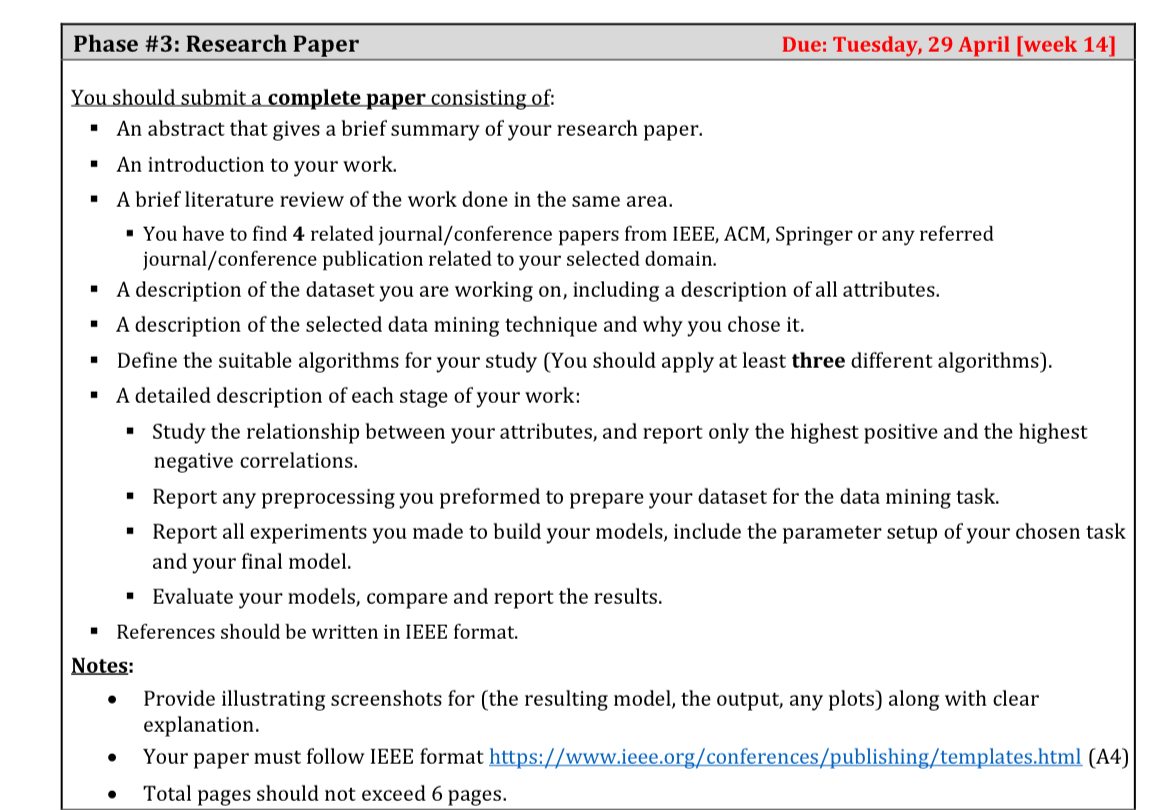 Phase #3: Research Paper Due: Tuesday, 29 April [week 14]
You should submit a complete paper consisting of:
▪ An abstract that gives a brief summary of your research paper.
▪ An introduction to your work.
▪ A brief literature review of the work done in the same area.
▪ You have to find 4 related journal/conference papers from IEEE, ACM, Springer or any referred
journal/conference publication related to your selected domain.
▪ A description of the dataset you are working on, including a description of all attributes.
▪ A description of the selected data mining technique and why you chose it.
▪ Define the suitable algorithms for your study (You should apply at least three different algorithms).
▪ A detailed description of each stage of your work:
▪ Study the relationship between your attributes, and report only the highest positive and the highest
negative correlations.
▪ Report any preprocessing you preformed to prepare your dataset for the data mining task.
▪ Report all experiments you made to build your models, include the parameter setup of your chosen task
and your final model.
▪ Evaluate your models, compare and report the results.
▪ References should be written in IEEE format.
Notes:
• Provide illustrating screenshots for (the resulting model, the output, any plots) along with clear
explanation.
• Your paper must follow IEEE format https://www.ieee.org/conferences/publishing/templates.html (A4)
• Total pages should not exceed 6 pages.